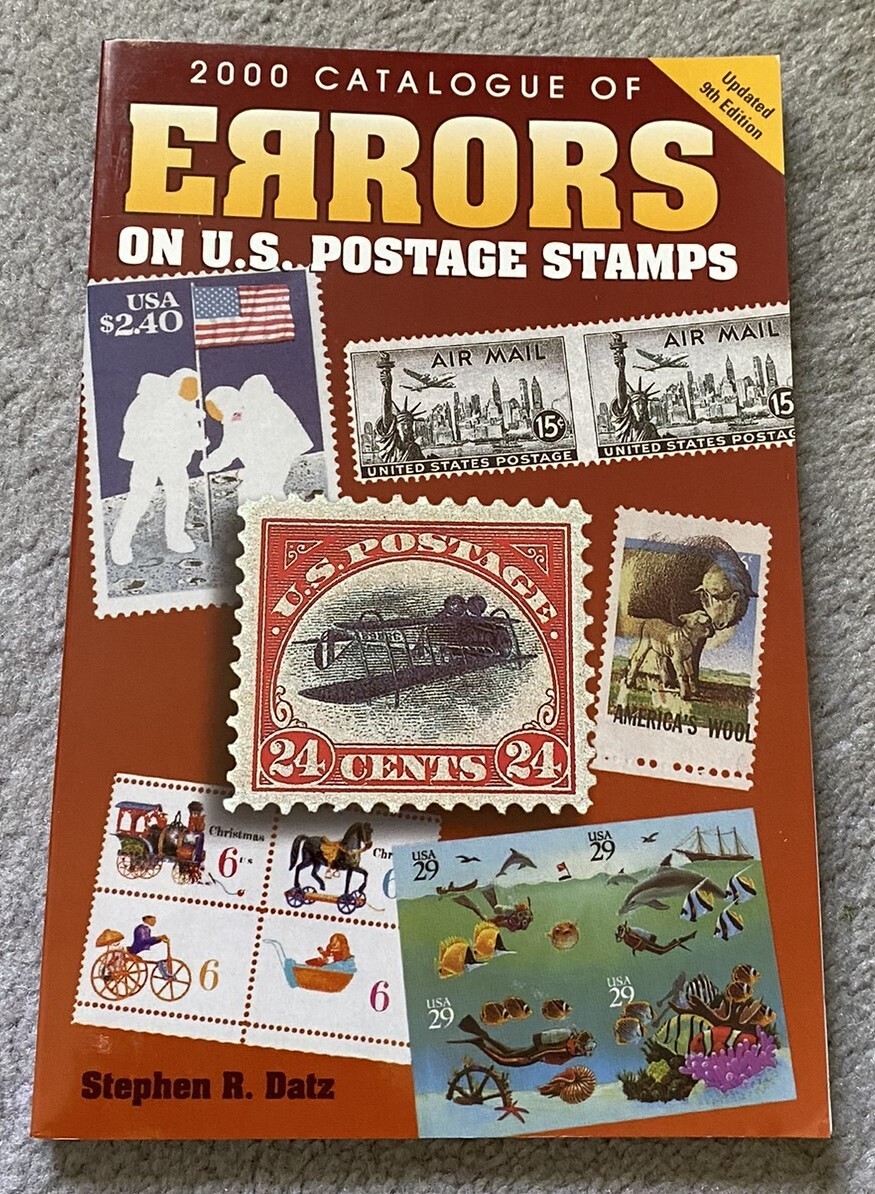 2000 CATALOGUE OF
Updated
9th Edition
EЯRORS
ON U.S. POSTAGE STAMPS
USA
$2.40
AIR MAIL
15¢
UNITED STATES POSTAGE
AIR MAIL
15
UNITED STATES POSTAG
U.S. POSTAGE
24 CENTS 24
AMERICA'S WOOL
Christmas
6 U.S.
Chr
6
6
6
USA
29
USA
29
USA
29
USA
29
Stephen R. Datz